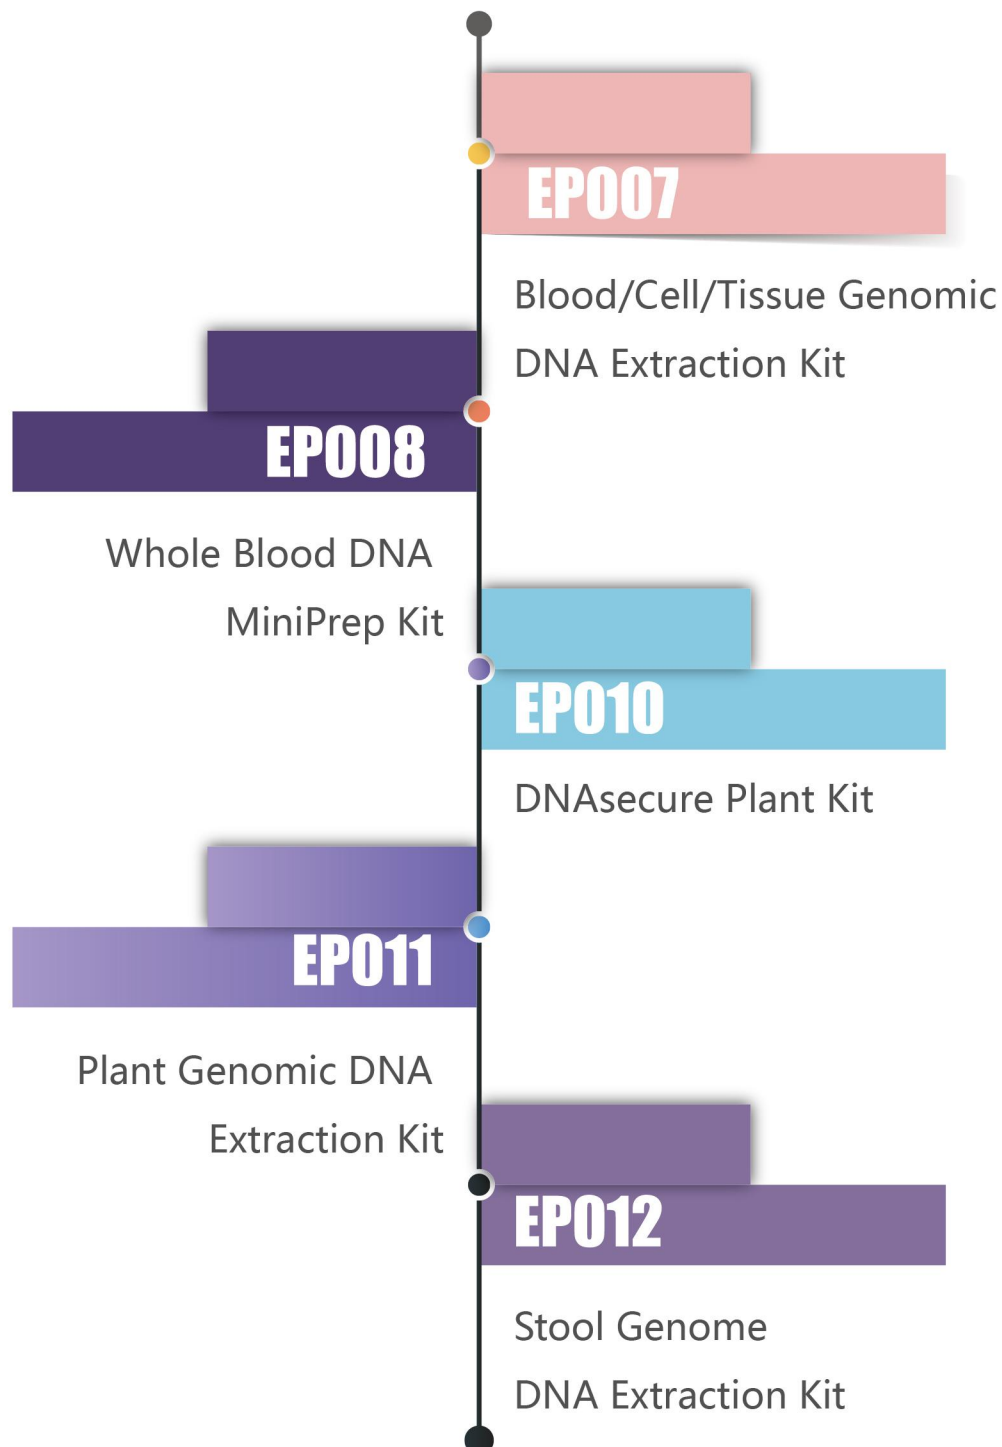 EP007
Blood/Cell/Tissue Genomic
DNA Extraction Kit
EP008
Whole Blood DNA
MiniPrep Kit
EP010
DNAsecure Plant Kit
EP011
Plant Genomic DNA
Extraction Kit
EP012
Stool Genome
DNA Extraction Kit